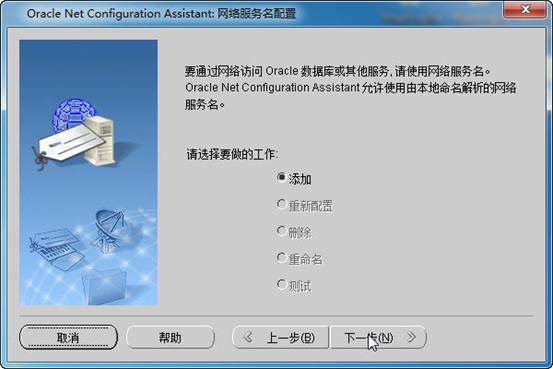 Oracle Net Configuration Assistant: 网络服务名配置
要通过网络访问 Oracle 数据库或其他服务, 请使用网络服务名。
Oracle Net Configuration Assistant 允许使用由本地命名解析的网络
服务名。
请选择要做的工作:
添加
重新配置
删除
重命名
测试
取消
帮助
上一步(B)
下一步(N)